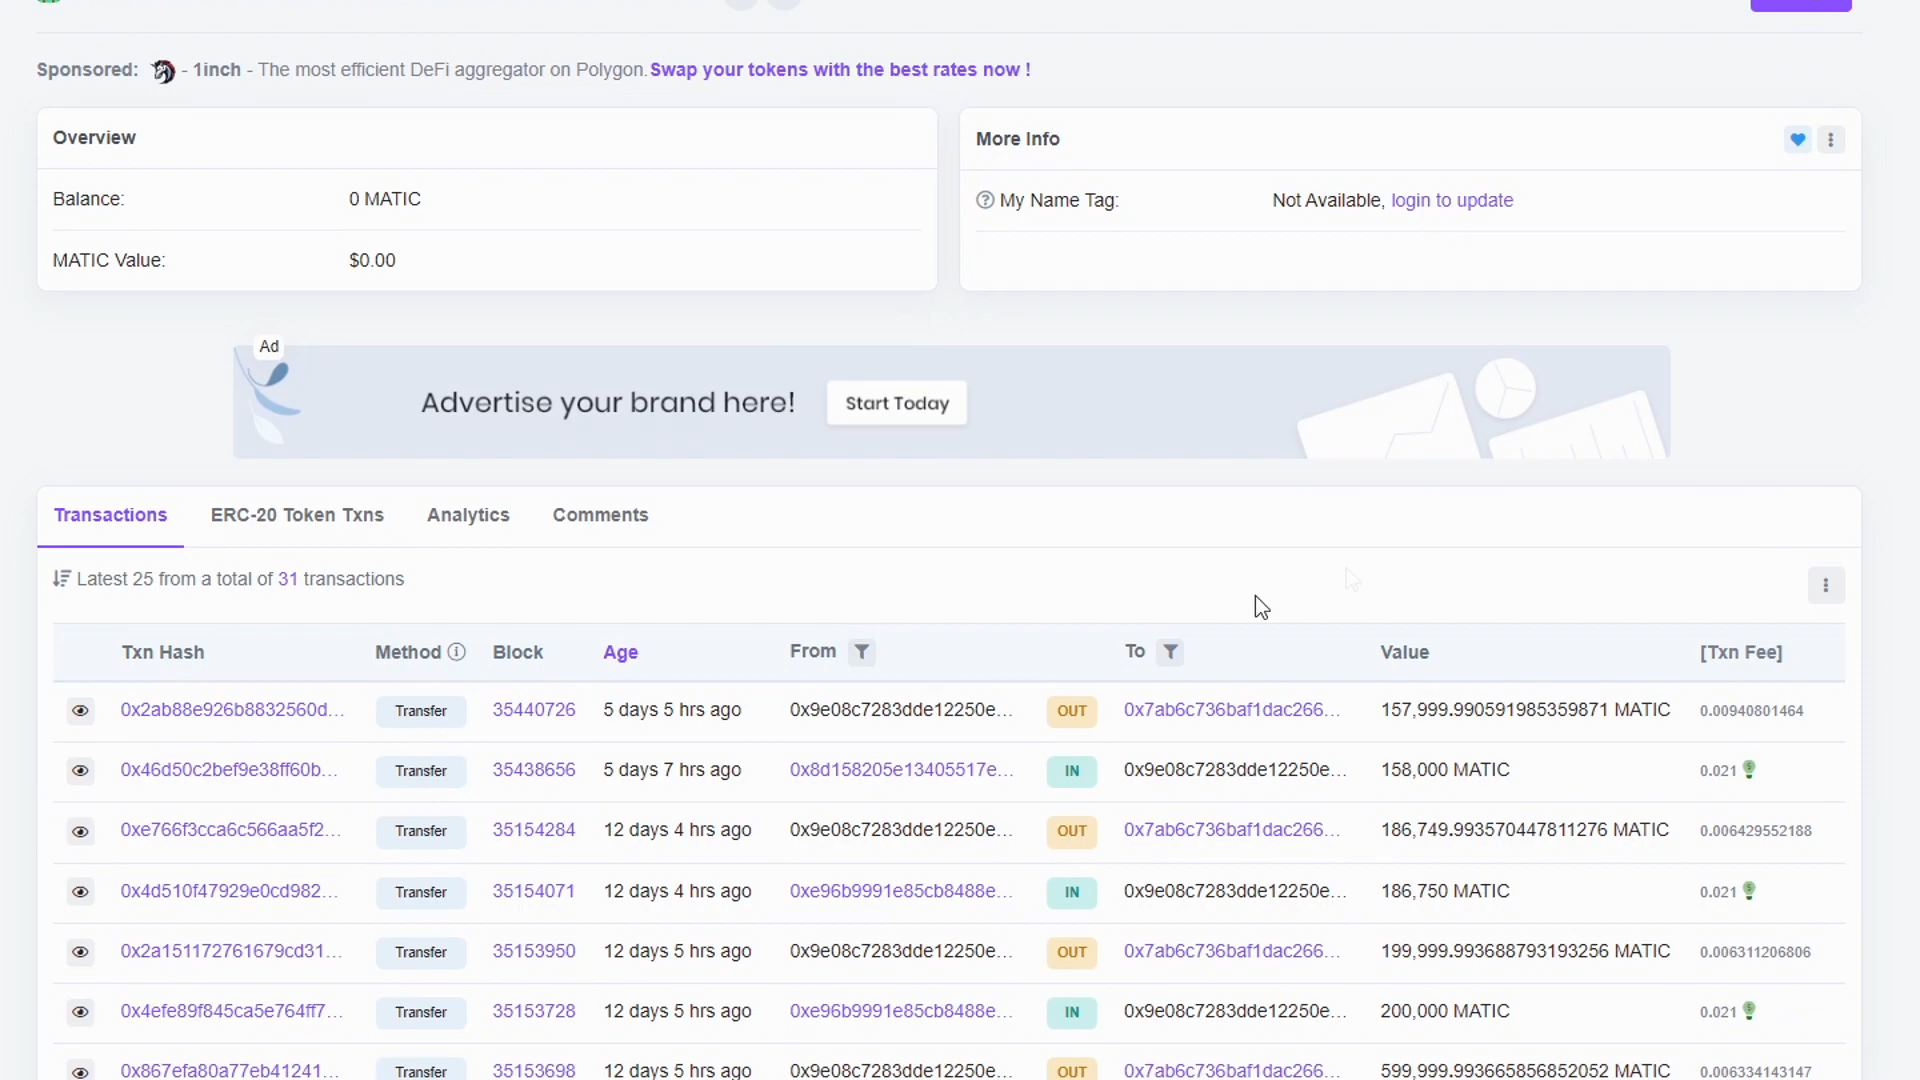 Sponsored: - 1inch - The most efficient DeFi aggregator on Polygon. Swap your tokens with the best rates now !
Overview
Balance: 0 MATIC
MATIC Value: $0.00
More Info
My Name Tag: Not Available, login to update
Ad
Advertise your brand here! Start Today
Transactions ERC-20 Token Txns Analytics Comments
Latest 25 from a total of 31 transactions
Txn Hash Method Block Age From To Value [Txn Fee]
0x2ab88e926b8832560d... Transfer 35440726 5 days 5 hrs ago 0x9e08c7283dde12250e... OUT 0x7ab6c736baf1dac266... 157,999.990591985359871 MATIC 0.00940801464
0x46d50c2bef9e38ff60b... Transfer 35438656 5 days 7 hrs ago 0x8d158205e13405517e... IN 0x9e08c7283dde12250e... 158,000 MATIC 0.021
0xe766f3cca6c566aa5f2... Transfer 35154284 12 days 4 hrs ago 0x9e08c7283dde12250e... OUT 0x7ab6c736baf1dac266... 186,749.993570447811276 MATIC 0.006429552188
0x4d510f47929e0cd982... Transfer 35154071 12 days 4 hrs ago 0xe96b9991e85cb8488e... IN 0x9e08c7283dde12250e... 186,750 MATIC 0.021
0x2a151172761679cd31... Transfer 35153950 12 days 5 hrs ago 0x9e08c7283dde12250e... OUT 0x7ab6c736baf1dac266... 199,999.993688793193256 MATIC 0.006311206806
0x4efe89f845ca5e764ff7... Transfer 35153728 12 days 5 hrs ago 0xe96b9991e85cb8488e... IN 0x9e08c7283dde12250e... 200,000 MATIC 0.021
0x867efa80a77eb41241... Transfer 35153698 12 days 5 hrs ago 0x9e08c7283dde12250e... OUT 0x7ab6c736baf1dac266... 599,999.993665856852052 MATIC 0.006334143147